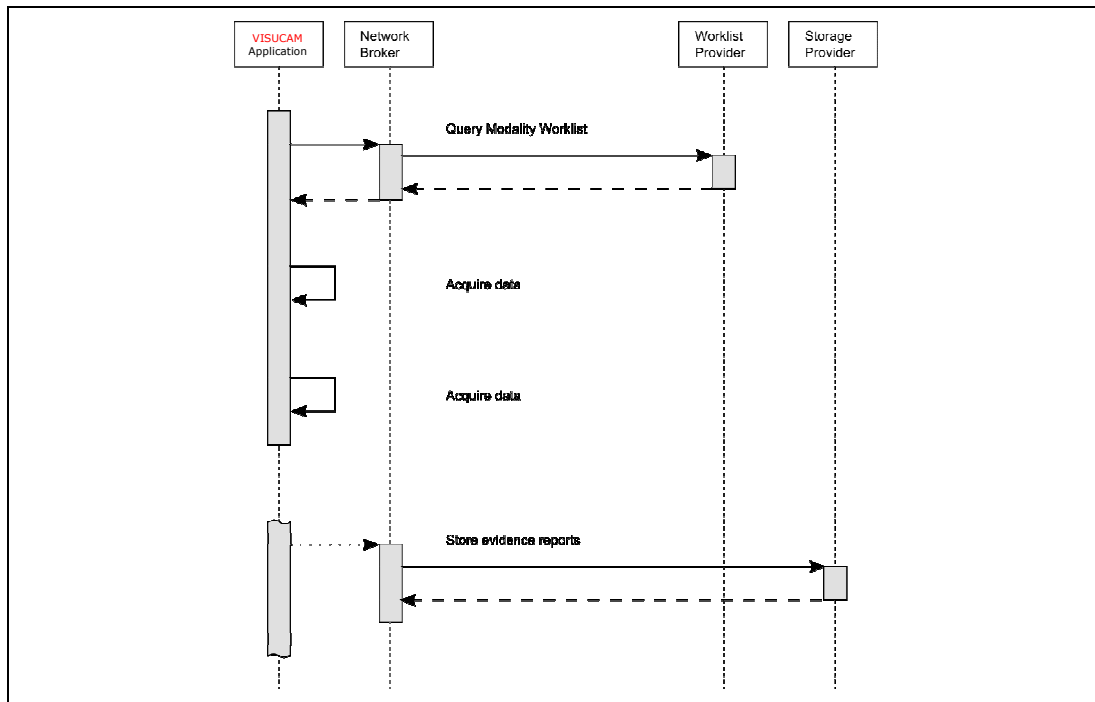 VISUCAM
Application
Network
Broker
Worklist
Provider
Storage
Provider
Query Modality Worklist
Acquire data
Acquire data
Store evidence reports